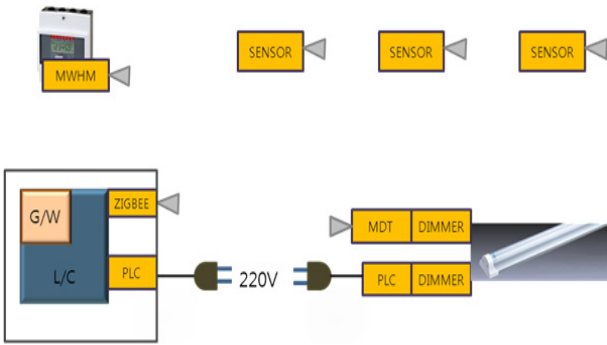 MWHM
SENSOR
SENSOR
SENSOR
G/W
ZIGBEE
L/C
PLC
220V
MDT
DIMMER
PLC
DIMMER